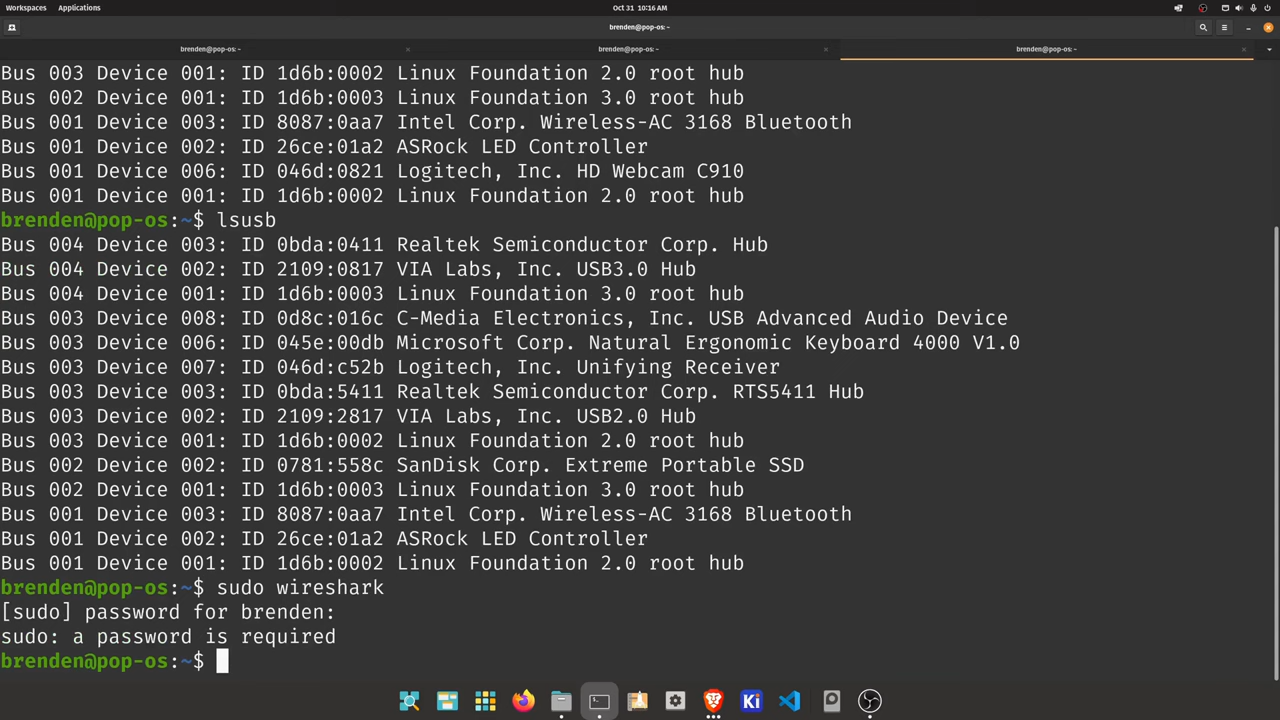 Workspaces Applications Oct 31 10:16 AM
brenden@pop-os: ~
brenden@pop-os: ~ brenden@pop-os: ~ brenden@pop-os: ~
Bus 003 Device 001: ID 1d6b:0002 Linux Foundation 2.0 root hub
Bus 002 Device 001: ID 1d6b:0003 Linux Foundation 3.0 root hub
Bus 001 Device 003: ID 8087:0aa7 Intel Corp. Wireless-AC 3168 Bluetooth
Bus 001 Device 002: ID 26ce:01a2 ASRock LED Controller
Bus 001 Device 006: ID 046d:0821 Logitech, Inc. HD Webcam C910
Bus 001 Device 001: ID 1d6b:0002 Linux Foundation 2.0 root hub
brenden@pop-os:~$ lsusb
Bus 004 Device 003: ID 0bda:0411 Realtek Semiconductor Corp. Hub
Bus 004 Device 002: ID 2109:0817 VIA Labs, Inc. USB3.0 Hub
Bus 004 Device 001: ID 1d6b:0003 Linux Foundation 3.0 root hub
Bus 003 Device 008: ID 0d8c:016c C-Media Electronics, Inc. USB Advanced Audio Device
Bus 003 Device 006: ID 045e:00db Microsoft Corp. Natural Ergonomic Keyboard 4000 V1.0
Bus 003 Device 007: ID 046d:c52b Logitech, Inc. Unifying Receiver
Bus 003 Device 003: ID 0bda:5411 Realtek Semiconductor Corp. RTS5411 Hub
Bus 003 Device 002: ID 2109:2817 VIA Labs, Inc. USB2.0 Hub
Bus 003 Device 001: ID 1d6b:0002 Linux Foundation 2.0 root hub
Bus 002 Device 002: ID 0781:558c SanDisk Corp. Extreme Portable SSD
Bus 002 Device 001: ID 1d6b:0003 Linux Foundation 3.0 root hub
Bus 001 Device 003: ID 8087:0aa7 Intel Corp. Wireless-AC 3168 Bluetooth
Bus 001 Device 002: ID 26ce:01a2 ASRock LED Controller
Bus 001 Device 001: ID 1d6b:0002 Linux Foundation 2.0 root hub
brenden@pop-os:~$ sudo wireshark
[sudo] password for brenden:
sudo: a password is required
brenden@pop-os:~$
Ki